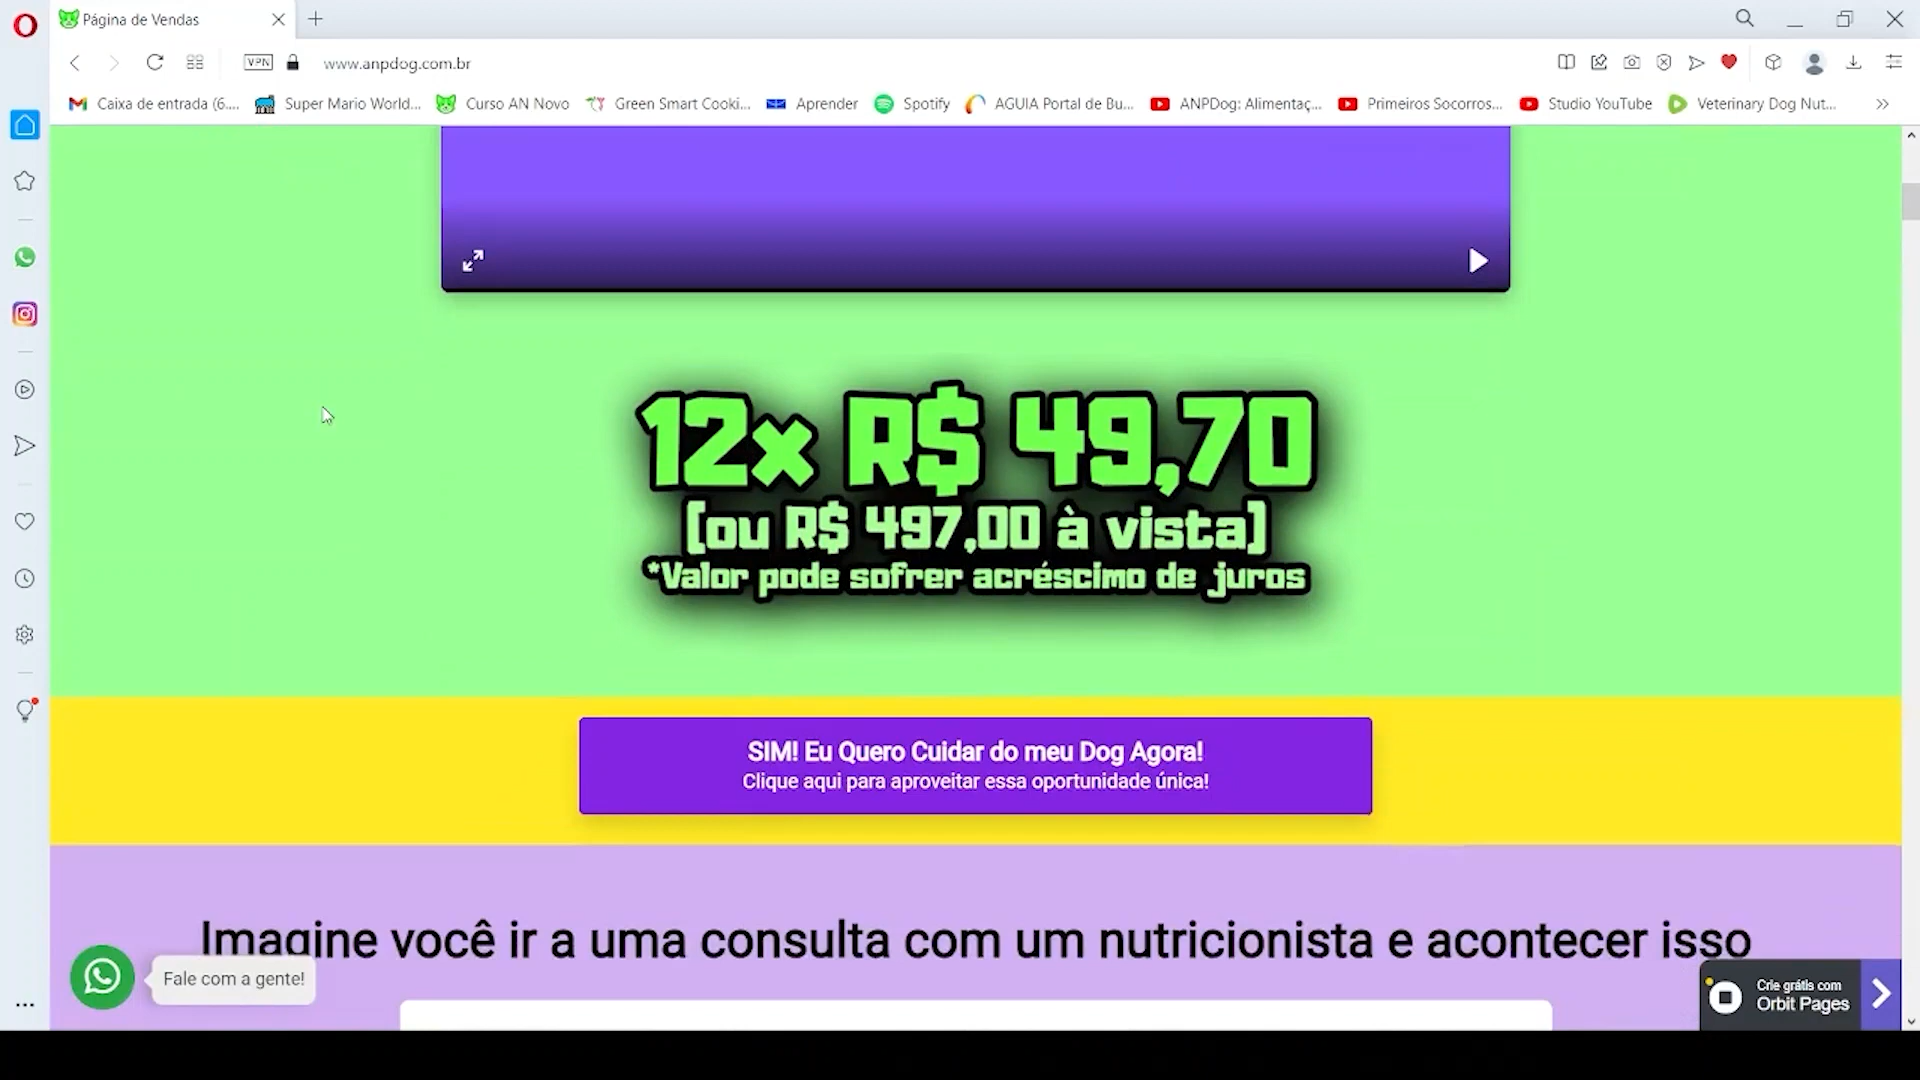 Página de Vendas
VPN
www.anpdog.com.br
Caixa de entrada (6....
Super Mario World...
Curso AN Novo
Green Smart Cooki...
Aprender
Spotify
AGUIA Portal de Bu...
ANPDog: Alimentaç...
Primeiros Socorros...
Studio YouTube
Veterinary Dog Nut...
12x R$ 49,70
[ou R$ 497,00 à vista]
*Valor pode sofrer acréscimo de juros
SIM! Eu Quero Cuidar do meu Dog Agora!
Clique aqui para aproveitar essa oportunidade única!
Imagine você ir a uma consulta com um nutricionista e acontecer isso
Fale com a gente!
Crie grátis com
Orbit Pages